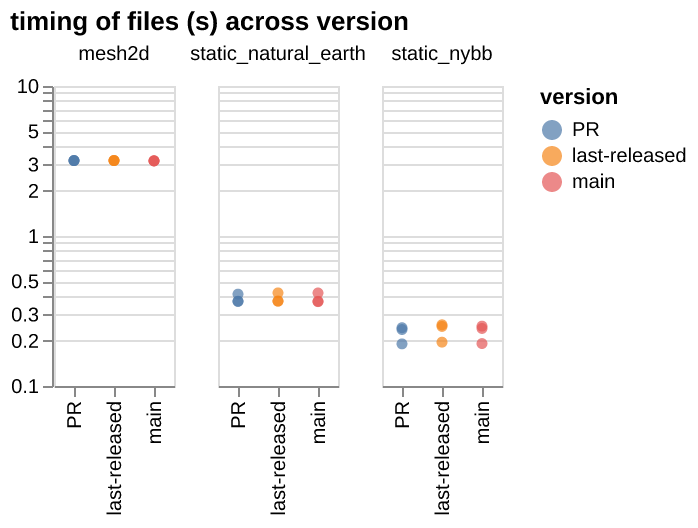 timing of files (s) across version
mesh2d static_natural_earth static_nybb
10
5
3
2
1
0.5
0.3
0.2
0.1
PR last-released main PR last-released main PR last-released main
version
PR
last-released
main